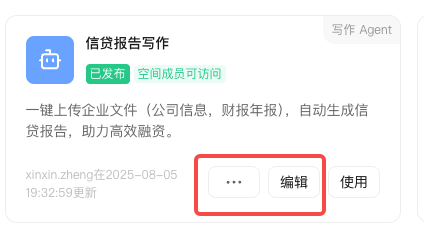 写作 Agent
信贷报告写作
已发布 空间成员可访问
一键上传企业文件（公司信息，财报年报），自动生成信
贷报告，助力高效融资。
xinxin.zheng在2025-08-05
19:32:59更新
··· 编辑 使用